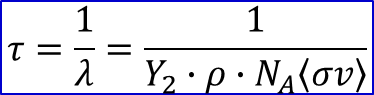 τ = 1/λ = 1/(Y₂ · ρ · N_A⟨σv⟩)